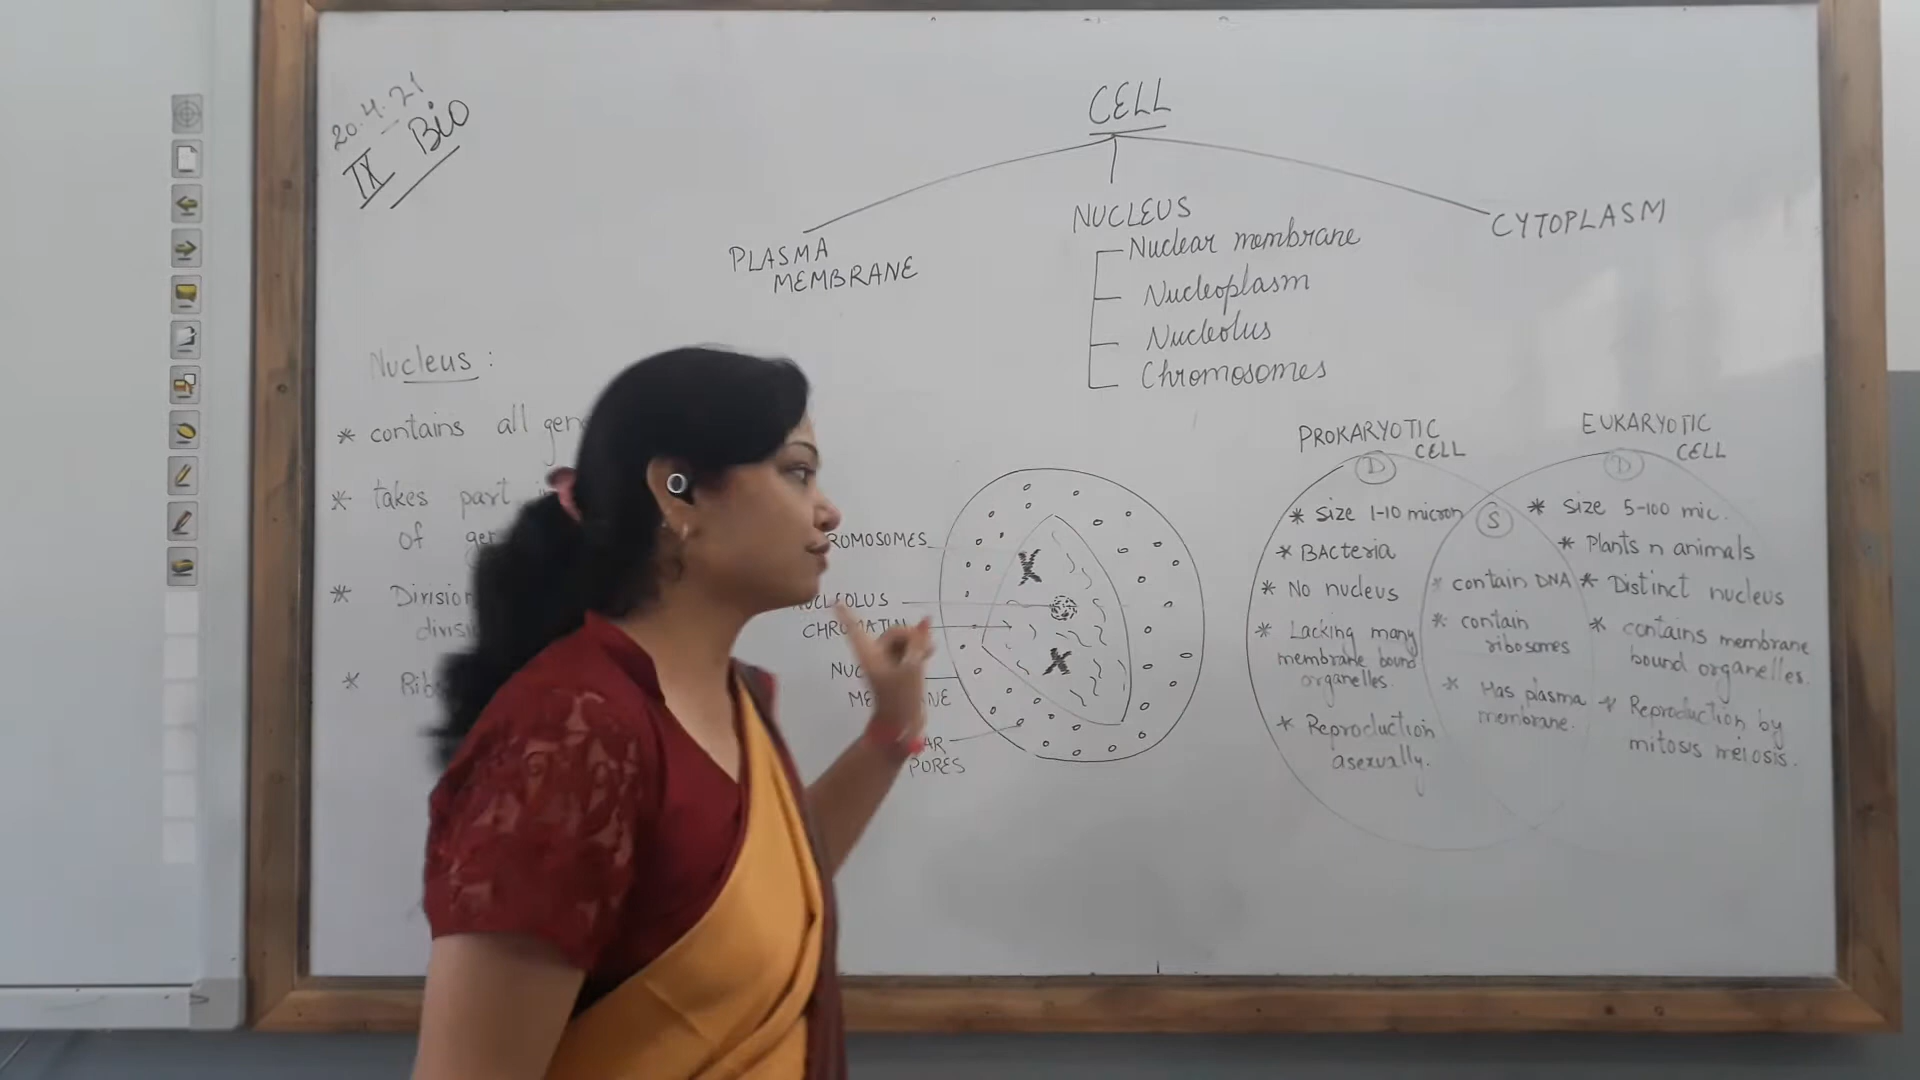 20.4.21
IX Bio
CELL
PLASMA
MEMBRANE
NUCLEUS
Nuclear membrane
Nucleoplasm
Nucleolus
Chromosomes
CYTOPLASM
Nucleus :
* contains all
* takes part
of
* Division
*
NUCLEOLUS
CHROMATIN
PORES
PROKARYOTIC
CELL
D
* Size 1-10 micron
* BActeria
* No nucleus
* Lacking many
membrane bound
organelles.
* Reproduction
asexually.
S
* contain DNA
* contain
ribosomes
* Has plasma
membrane.
EUKARYOTIC
CELL
D
* Size 5-100 mic.
* Plants n animals
* Distinct nucleus
* contains membrane
bound organelles.
* Reproduction by
mitosis meiosis.